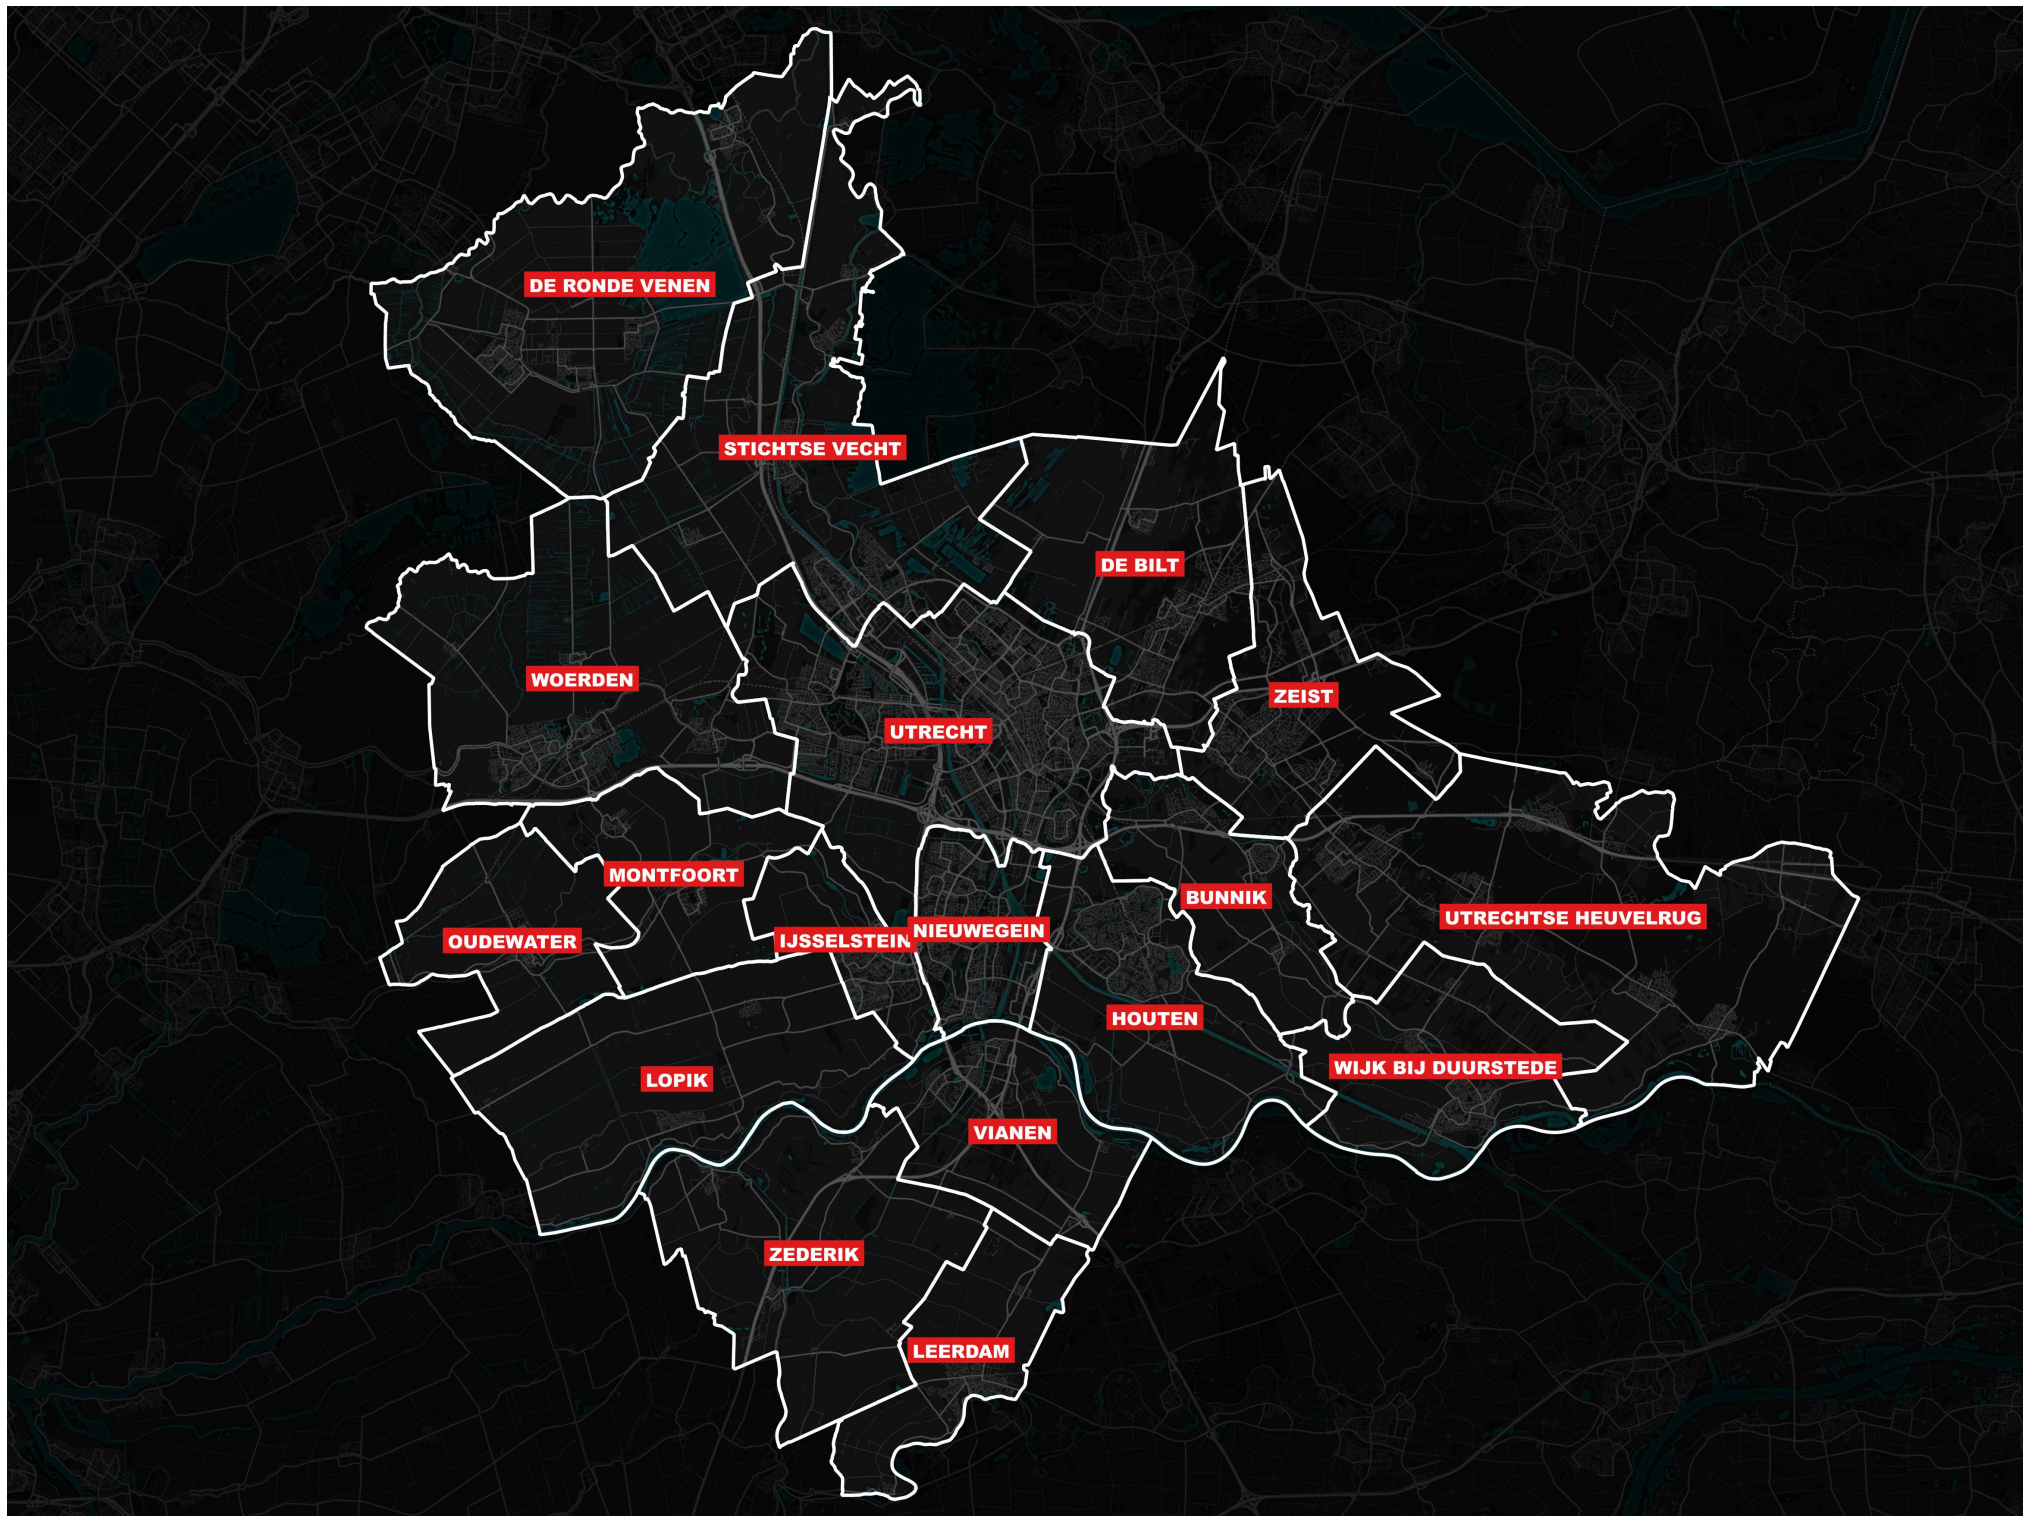 DE RONDE VENEN
STICHTSE VECHT
DE BILT
WOERDEN
ZEIST
UTRECHT
MONTFOORT
BUNNIK
UTRECHTSE HEUVELRUG
NIEUWEGEIN
OUDEWATER
IJSSELSTEIN
HOUTEN
WIJK BIJ DUURSTEDE
LOPIK
VIANEN
ZEDERIK
LEERDAM